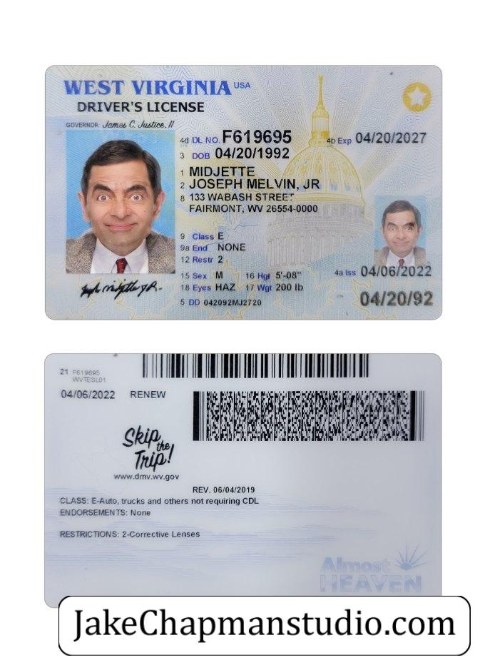 WEST VIRGINIA USA
DRIVER'S LICENSE
GOVERNOR James C. Justice, II
4d DL NO. F619695
4b Exp 04/20/2027
3 DOB 04/20/1992
1 MIDJETTE
2 JOSEPH MELVIN, JR
8 133 WABASH STREET
FAIRMONT, WV 26554-0000
9 Class E
9a End NONE
12 Restr 2
4a Iss 04/06/2022
15 Sex M 16 Hgt 5'-08"
18 Eyes HAZ 17 Wgt 200 lb
04/20/92
5 DD 042092MJ2720
21 F619695
WVTESLD1
04/06/2022 RENEW
Skip
the
Trip!
www.dmv.wv.gov
REV. 06/04/2019
CLASS: E-Auto, trucks and others not requiring CDL
ENDORSEMENTS: None
RESTRICTIONS: 2-Corrective Lenses
Almost
HEAVEN
JakeChapmanstudio.com